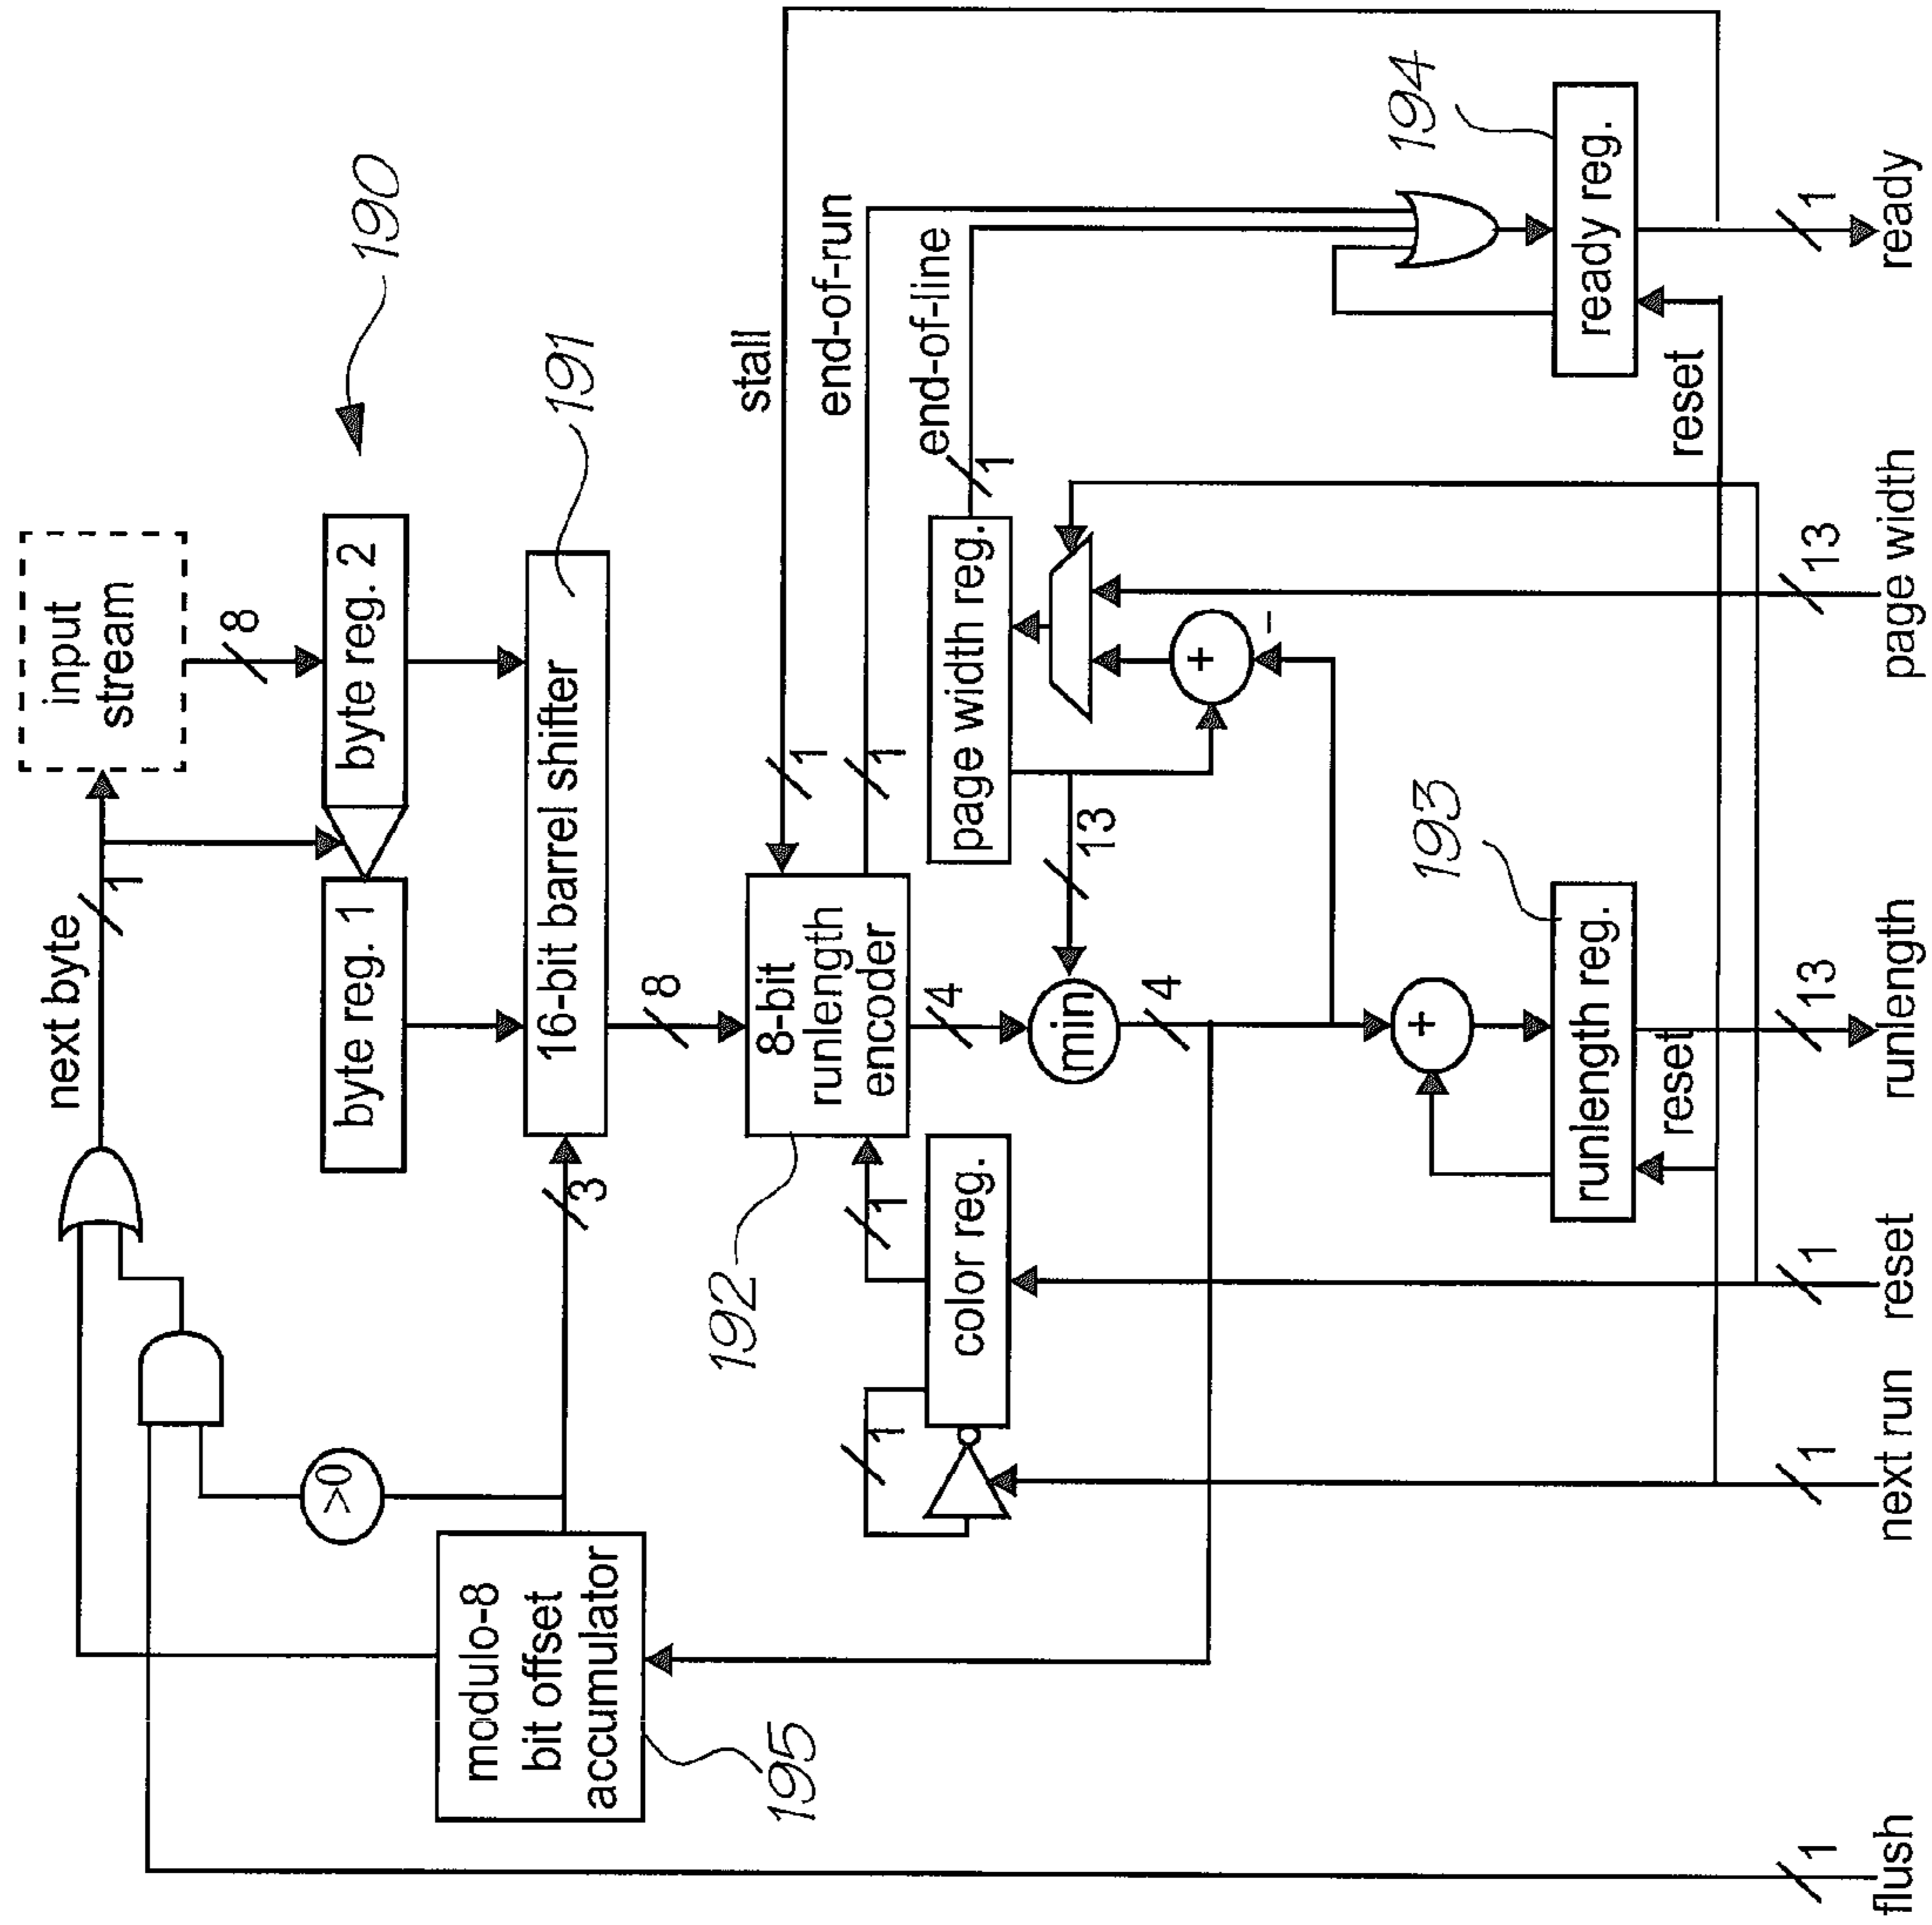 input
stream
next byte
1
8
190
byte reg. 1
byte reg. 2
191
16-bit barrel shifter
>0
3
modulo-8
bit offset
accumulator
195
8
stall
1
end-of-run
1
8-bit
runlength
encoder
192
1
1
color reg.
4
min
4
13
page width reg.
end-of-line
1
+
−
+
193
runlength reg.
reset
194
ready reg.
reset
1
flush
1
next run
1
reset
13
runlength
13
page width
1
ready